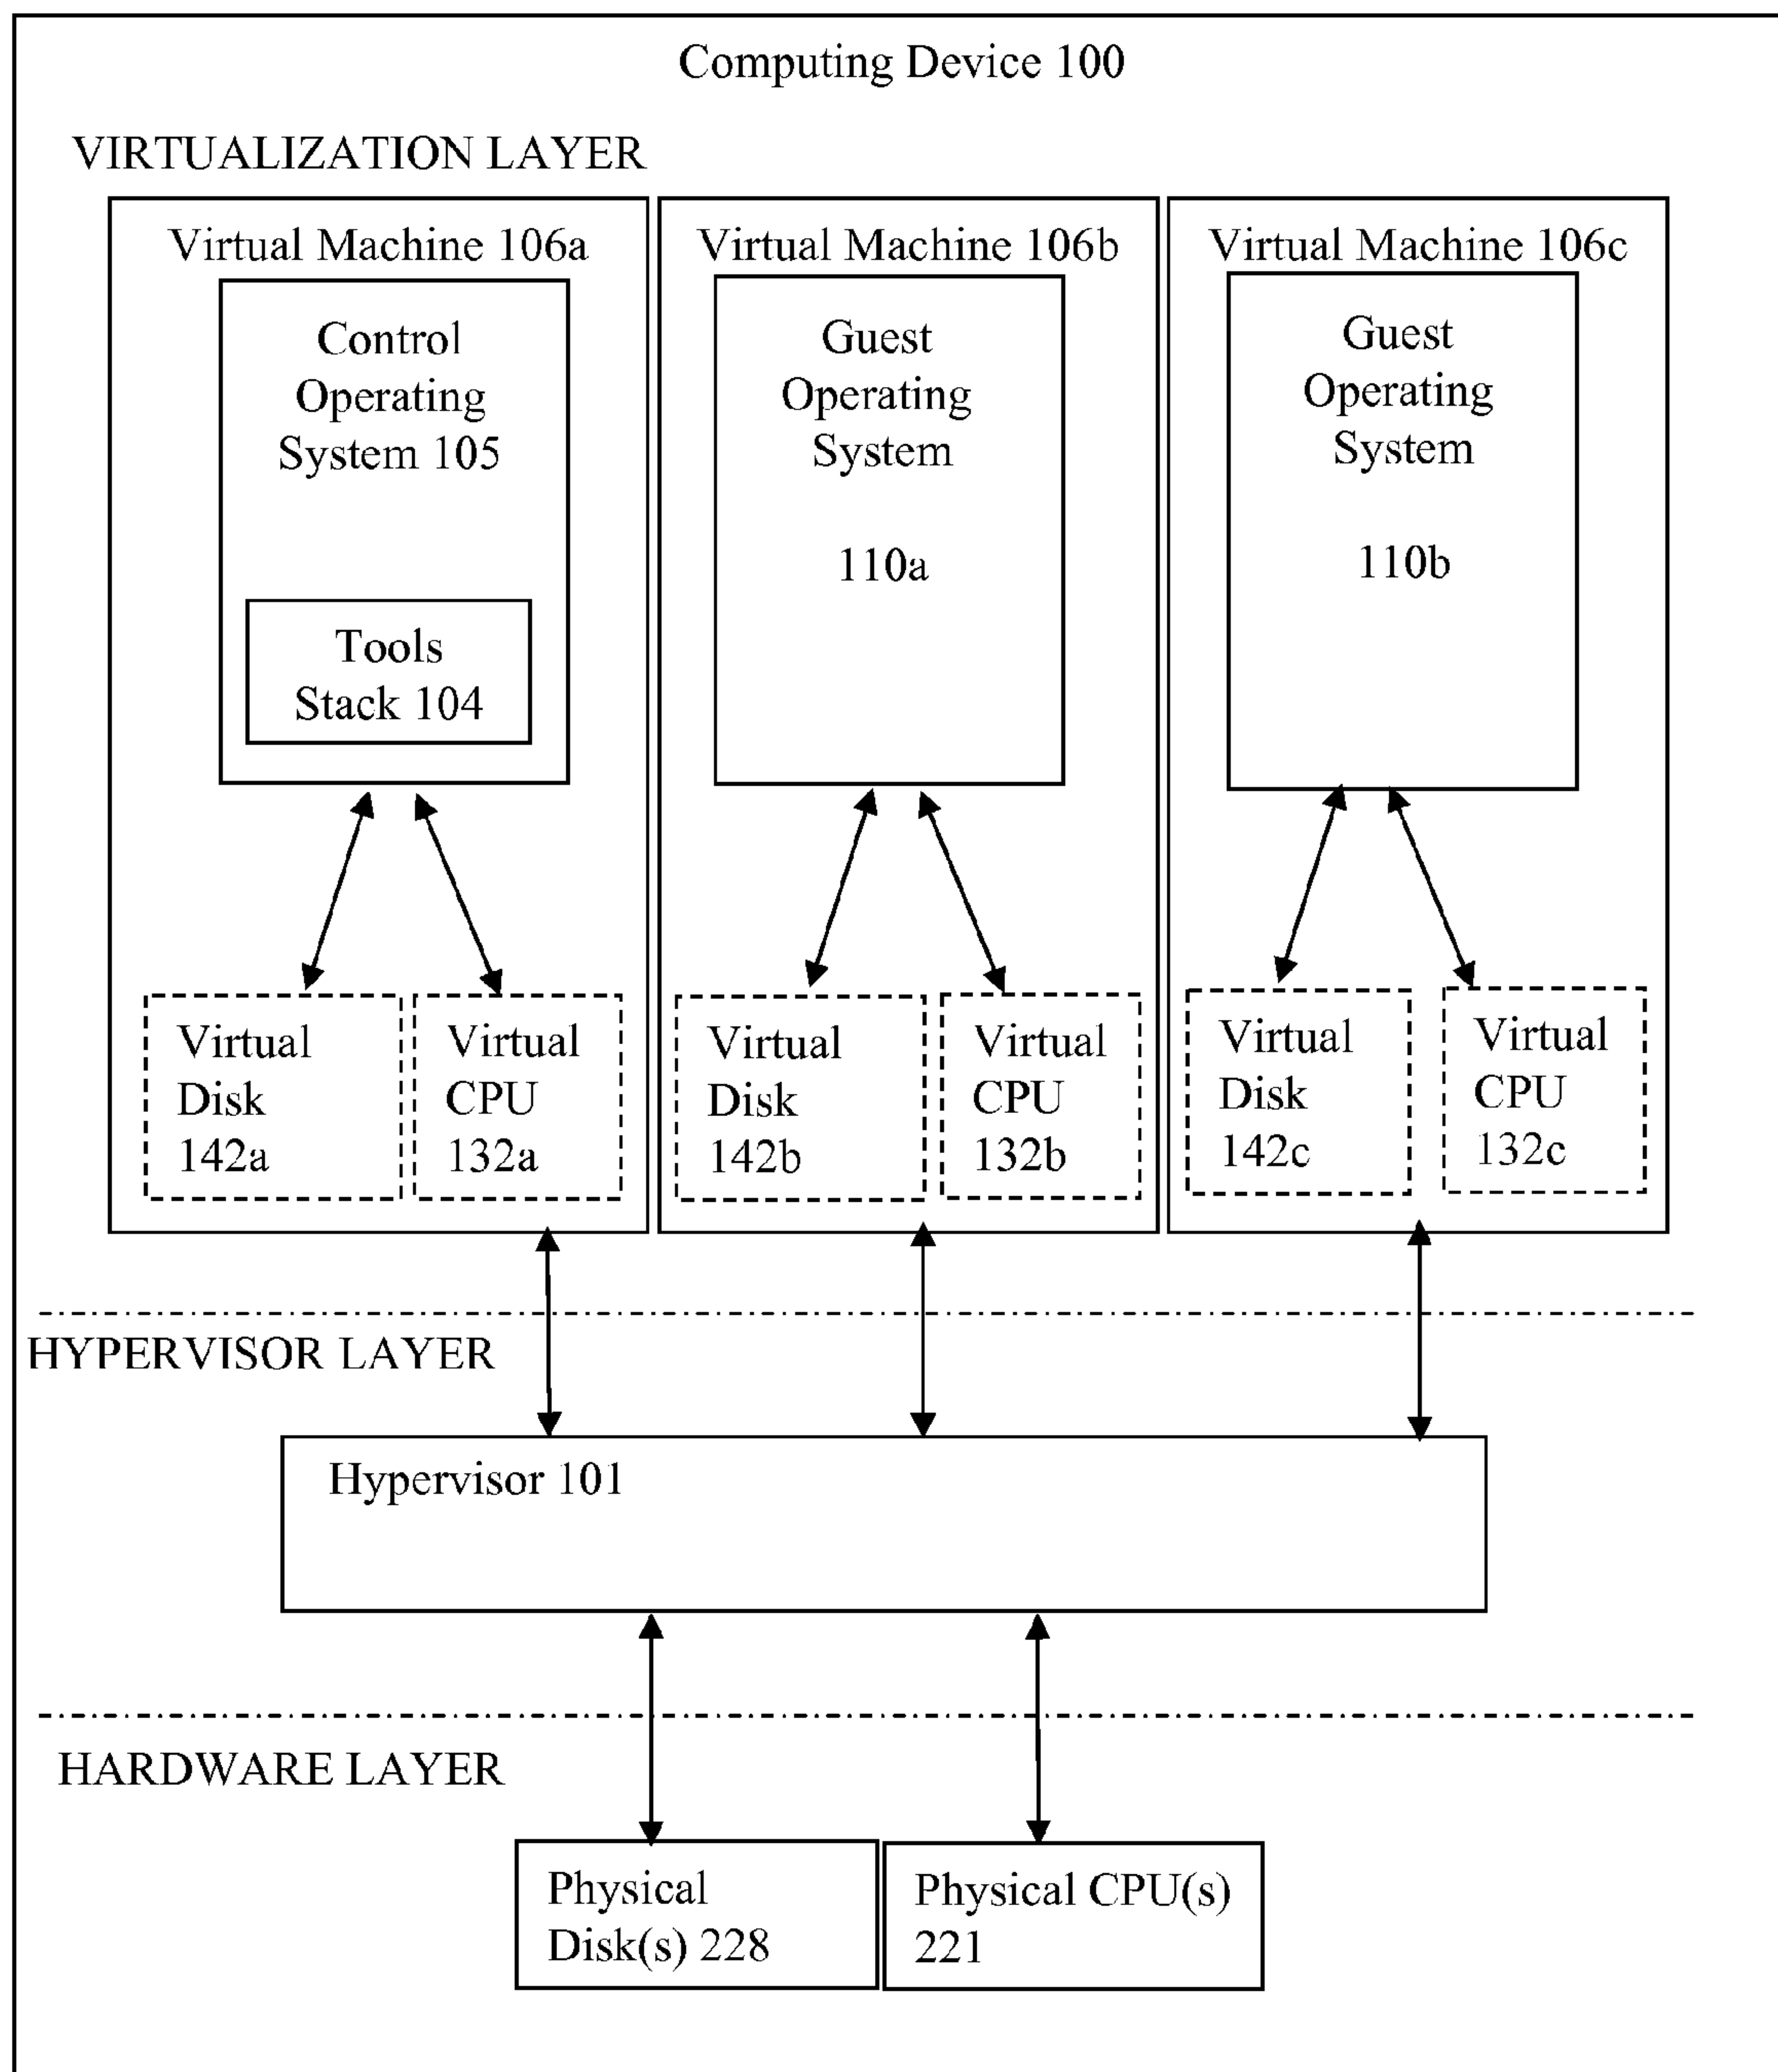 Computing Device 100
VIRTUALIZATION LAYER
Virtual Machine 106a
Control
Operating
System 105
Tools
Stack 104
Virtual
Disk
142a
Virtual
CPU
132a
Virtual Machine 106b
Guest
Operating
System
110a
Virtual
Disk
142b
Virtual
CPU
132b
Virtual Machine 106c
Guest
Operating
System
110b
Virtual
Disk
142c
Virtual
CPU
132c
HYPERVISOR LAYER
Hypervisor 101
HARDWARE LAYER
Physical
Disk(s) 228
Physical CPU(s)
221